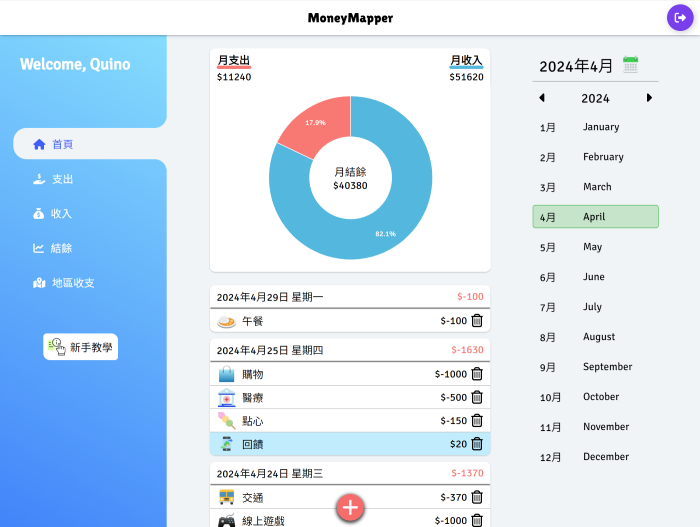 MoneyMapper
Welcome, Quino
首頁
支出
收入
結餘
地區收支
新手教學
月支出
$11240
月收入
$51620
17.9%
月結餘
$40380
82.1%
2024年4月29日 星期一 $-100
午餐 $-100
2024年4月25日 星期四 $-1630
購物 $-1000
醫療 $-500
點心 $-150
回饋 $20
2024年4月24日 星期三 $-1370
交通 $-370
線上遊戲 $-1000
2024年4月
2024
1月 January
2月 February
3月 March
4月 April
5月 May
6月 June
7月 July
8月 August
9月 September
10月 October
11月 November
12月 December